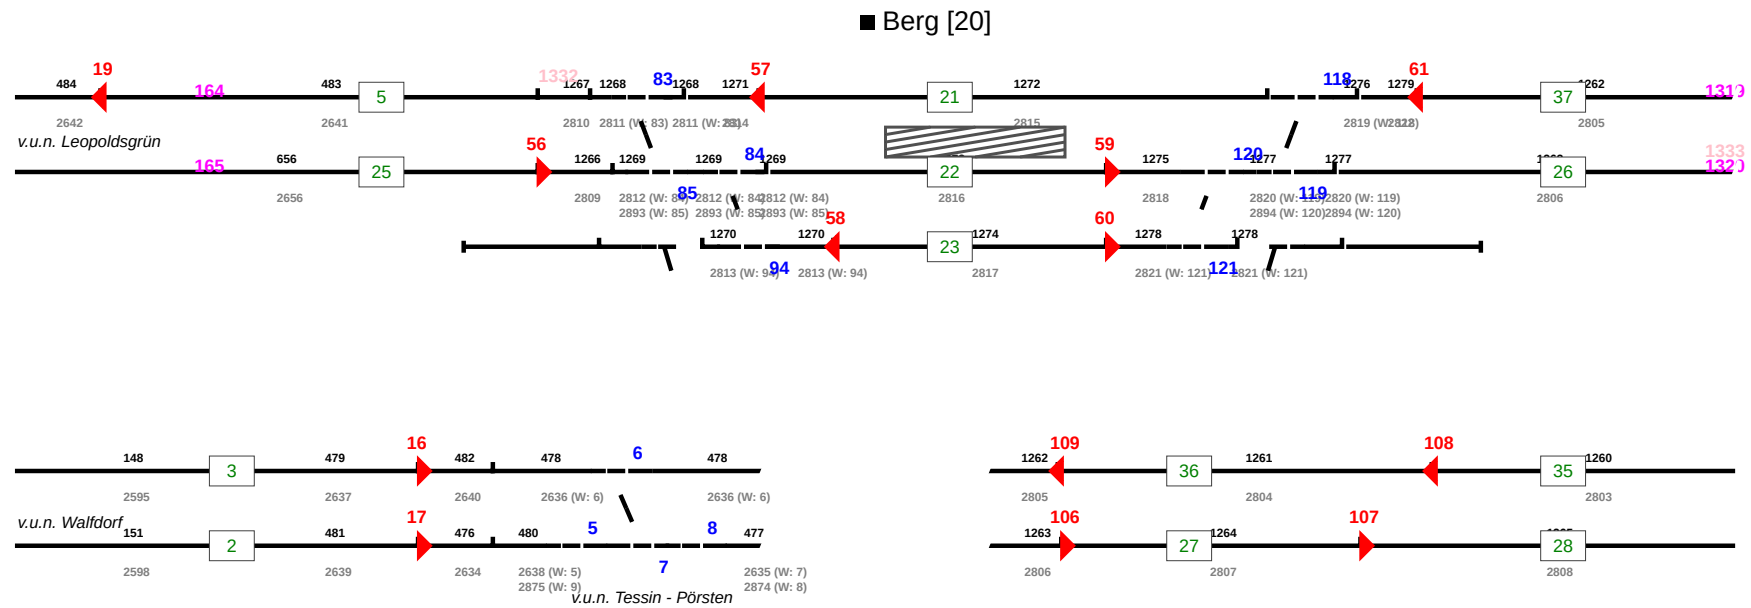 Berg [20]
19 1332 83 57 118 61
484 483 1267 1268 1268 1271 1272 1276 1279 1262
164 5 21 37 1319
2642 2641 2810 2811 (W: 83) 2811 (W: 83) 2814 2815 2819 (W: 118) 2822 2805
v.u.n. Leopoldsgrün
56 84 59 120 1333
656 1266 1269 1269 1269 1275 1277 1277
165 25 22 26 1320
2656 2809 2812 (W: 84) 2812 (W: 84) 2812 (W: 84) 2816 2818 2820 (W: 119) 2820 (W: 119) 2806
85 119
2893 (W: 85) 2893 (W: 85) 2893 (W: 85) 2894 (W: 120) 2894 (W: 120)
58 60
1270 1270 1274 1278 1278
23
94 121
2813 (W: 94) 2813 (W: 94) 2817 2821 (W: 121) 2821 (W: 121)
16 6 109 108
148 479 482 478 478 1262 1261 1260
3 36 35
2595 2637 2640 2636 (W: 6) 2636 (W: 6) 2805 2804 2803
v.u.n. Walfdorf
17 5 8 106 107
151 481 476 480 477 1263 1264
2 27 28
7
2598 2639 2634 2638 (W: 5) 2635 (W: 7) 2806 2807 2808
2875 (W: 9) 2874 (W: 8)
v.u.n. Tessin - Pörsten